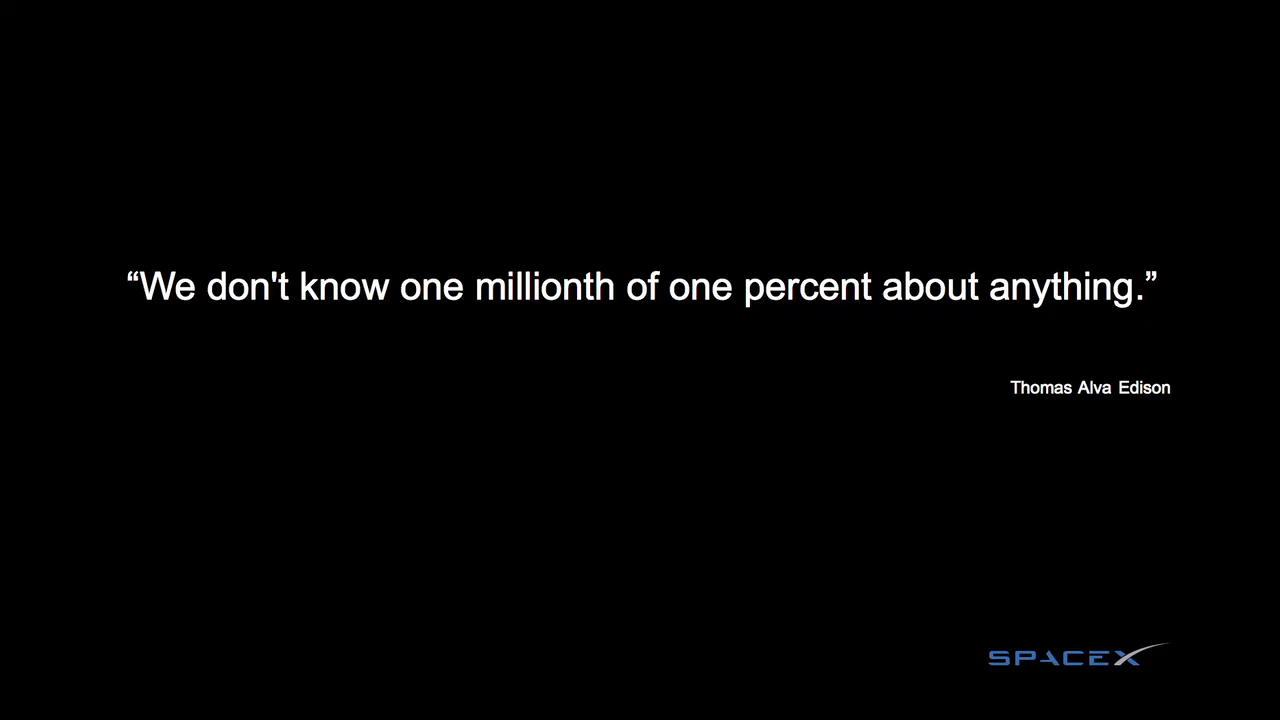 “We don't know one millionth of one percent about anything.”
Thomas Alva Edison
SPACEX